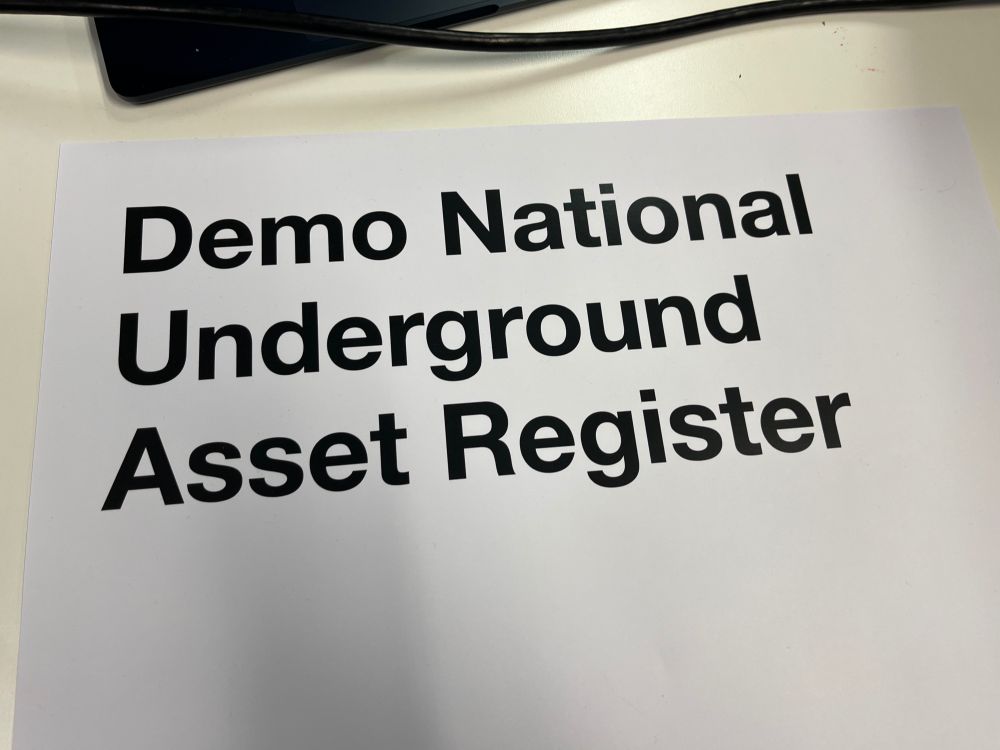 Demo National
Underground
Asset Register